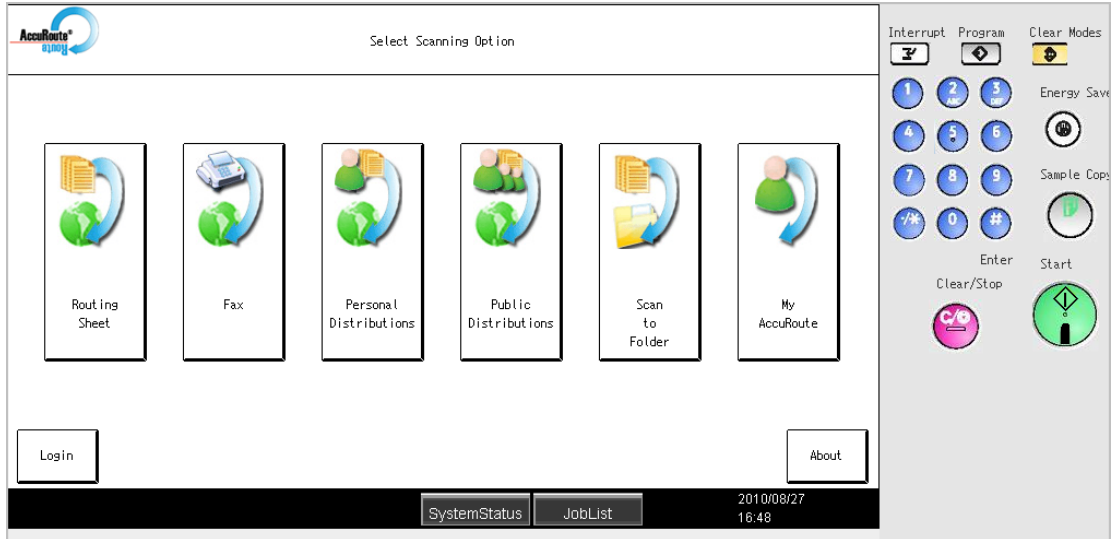 AccuRoute®
Route
Select Scanning Option
Routing
Sheet
Fax
Personal
Distributions
Public
Distributions
Scan
to
Folder
My
AccuRoute
Login
About
SystemStatus
JobList
2010/08/27
16:48
Interrupt Program Clear Modes
1 2 3
ABC DEF
Energy Save
4 5 6
7 8 9
Sample Copy
·/* 0 #
Enter
Start
Clear/Stop
C/